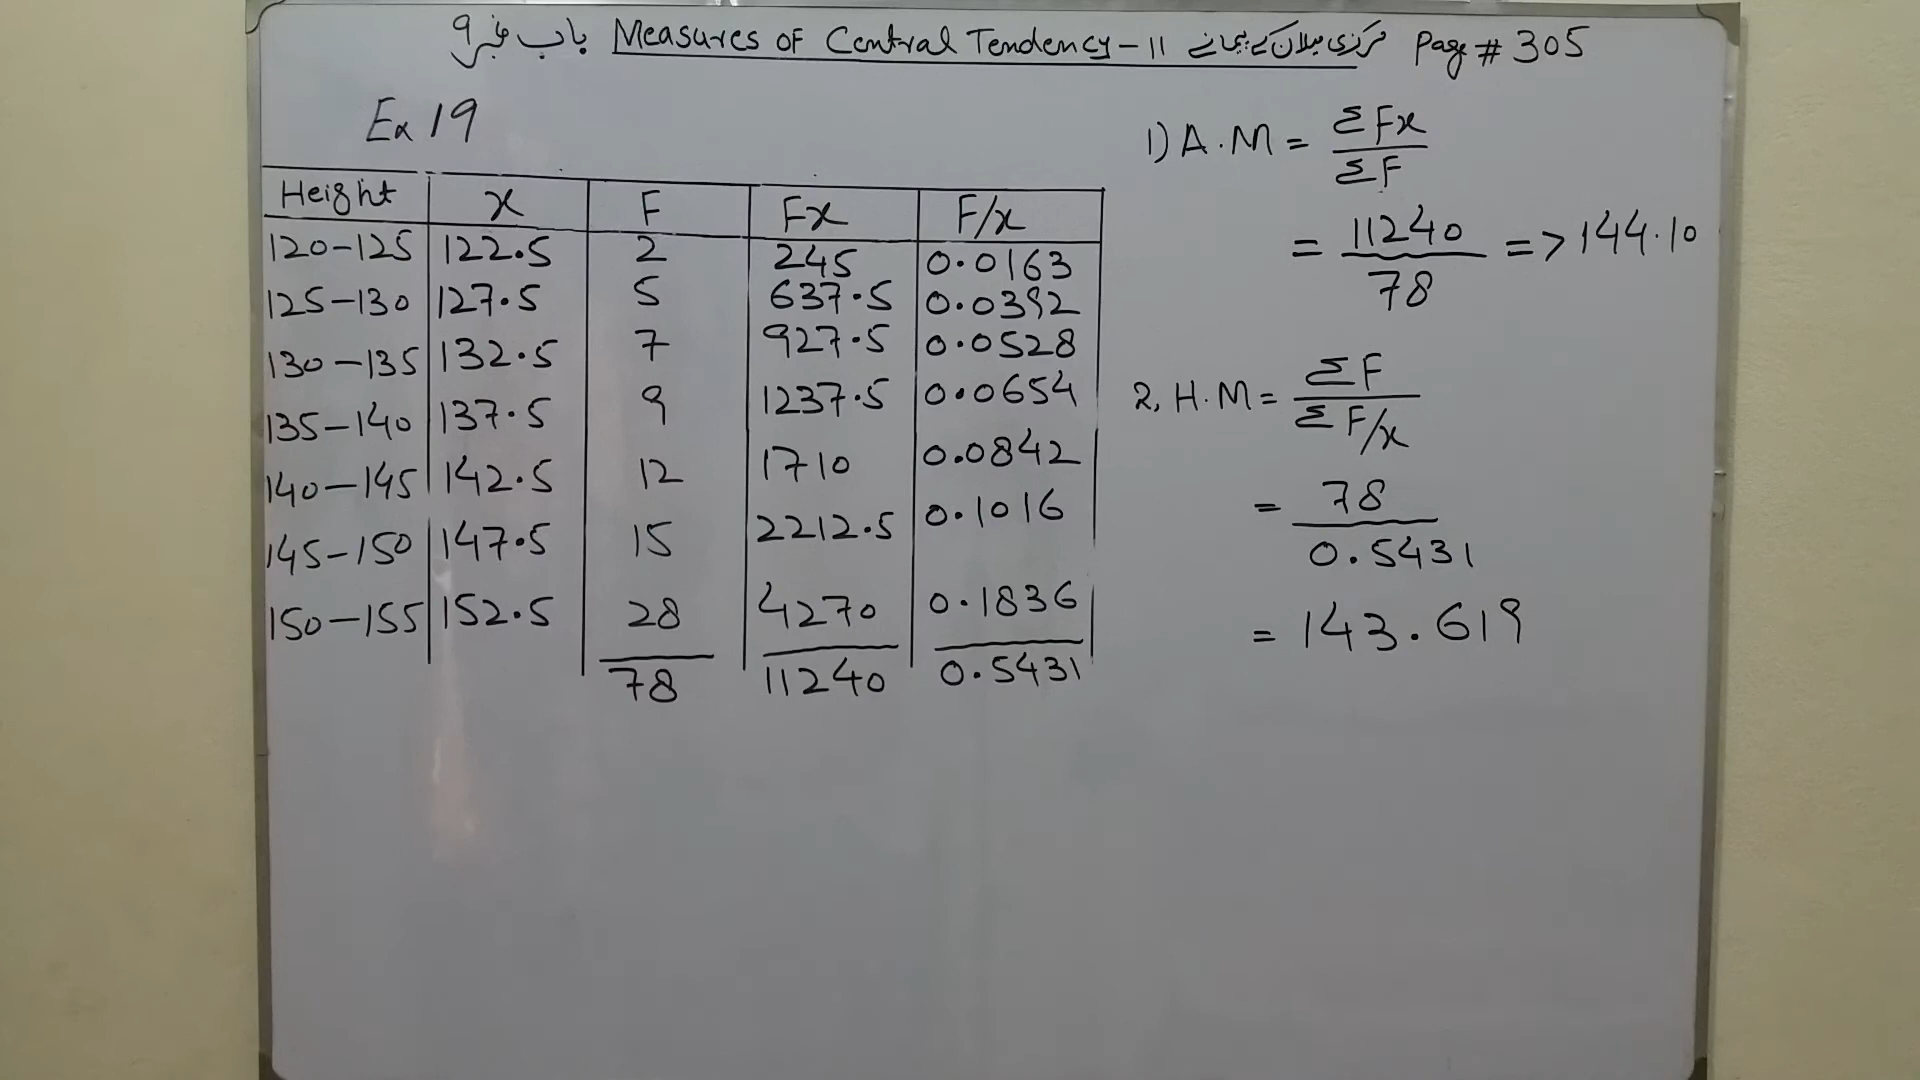 باب نمبر 9 Measures of Central Tendency - 11 مرکزی میلان کے پیمانے Page # 305
Ex 19
Height x F Fx F/x
120-125 122.5 2 245 0.0163
125-130 127.5 5 637.5 0.0392
130-135 132.5 7 927.5 0.0528
135-140 137.5 9 1237.5 0.0654
140-145 142.5 12 1710 0.0842
145-150 147.5 15 2212.5 0.1016
150-155 152.5 28 4270 0.1836
78 11240 0.5431
1) A.M = ΣFx / ΣF
= 11240 / 78 => 144.10
2, H.M = ΣF / ΣF/x
= 78 / 0.5431
= 143.619